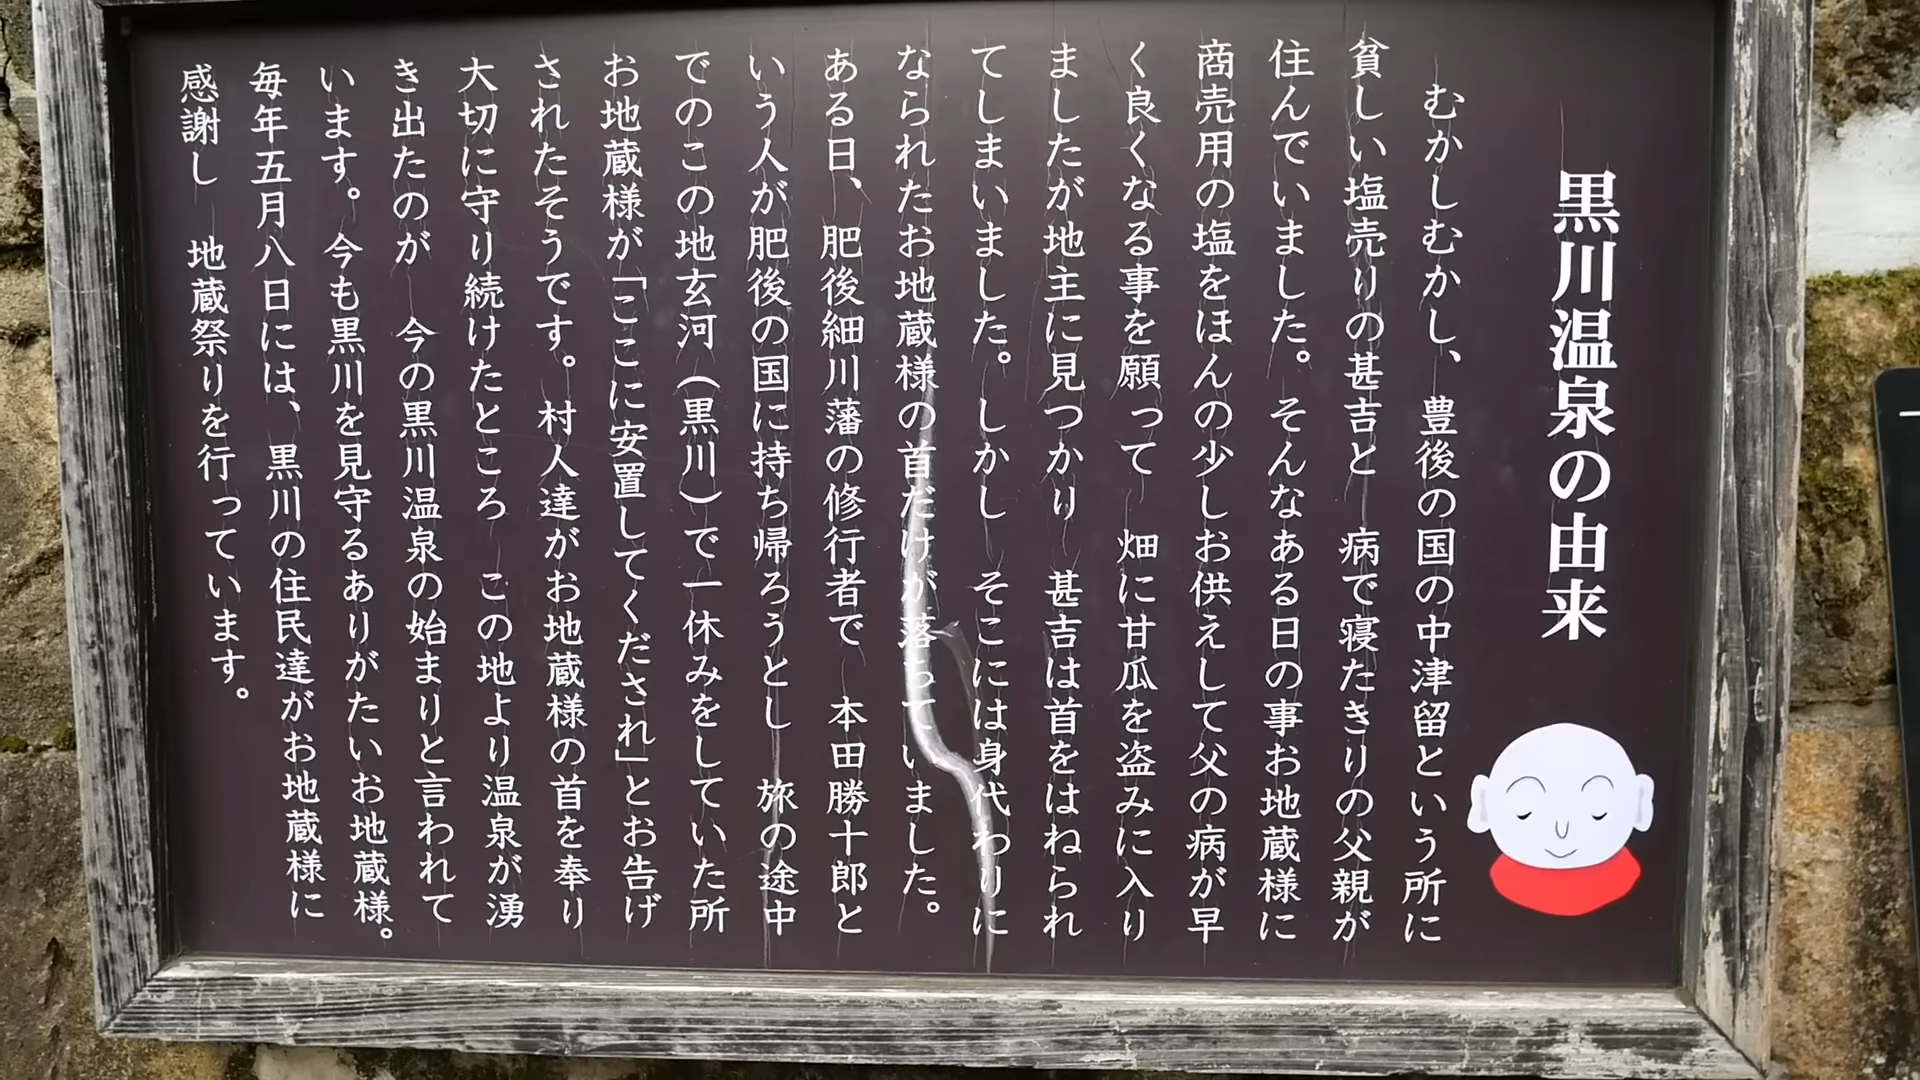 黒川温泉の由来
むかしむかし、豊後の国の中津留という所に
貧しい塩売りの甚吉と 病で寝たきりの父親が
住んでいました。そんなある日の事お地蔵様に
商売用の塩をほんの少しお供えして父の病が早
く良くなる事を願って 畑に甘瓜を盗みに入り
ましたが地主に見つかり 甚吉は首をはねられ
てしまいました。しかし そこには身代わりに
なられたお地蔵様の首だけが落ちていました。
ある日、肥後細川藩の修行者で 本田勝十郎と
いう人が肥後の国に持ち帰ろうとし 旅の途中
でのこの地玄河(黒川)で一休みをしていた所
お地蔵様が「ここに安置してくだされ」とお告げ
されたそうです。村人達がお地蔵様の首を奉り
大切に守り続けたところ この地より温泉が湧
き出たのが 今の黒川温泉の始まりと言われて
います。今も黒川を見守るありがたいお地蔵様。
毎年五月八日には、黒川の住民達がお地蔵様に
感謝し 地蔵祭りを行っています。